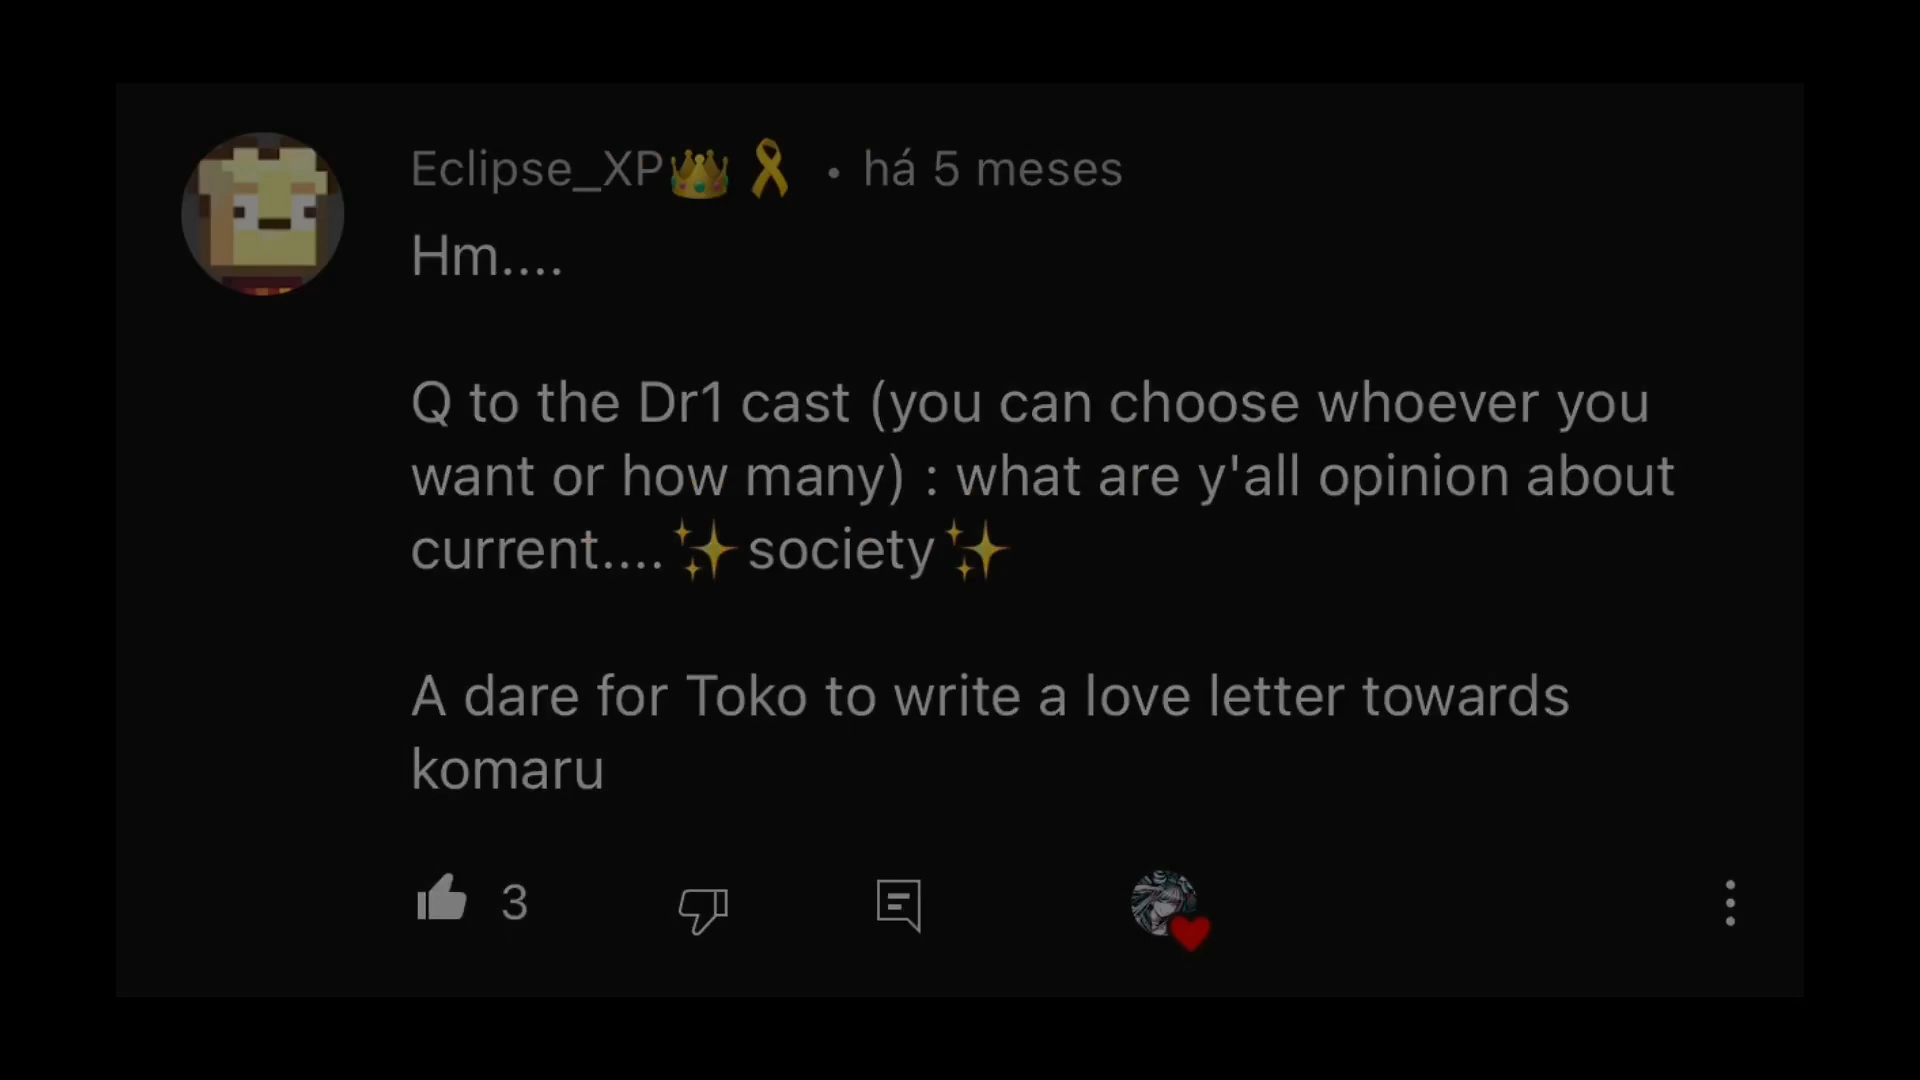 Eclipse_XP👑🎗️ • há 5 meses
Hm....
Q to the Dr1 cast (you can choose whoever you
want or how many) : what are y'all opinion about
current....✨society✨
A dare for Toko to write a love letter towards
komaru
3